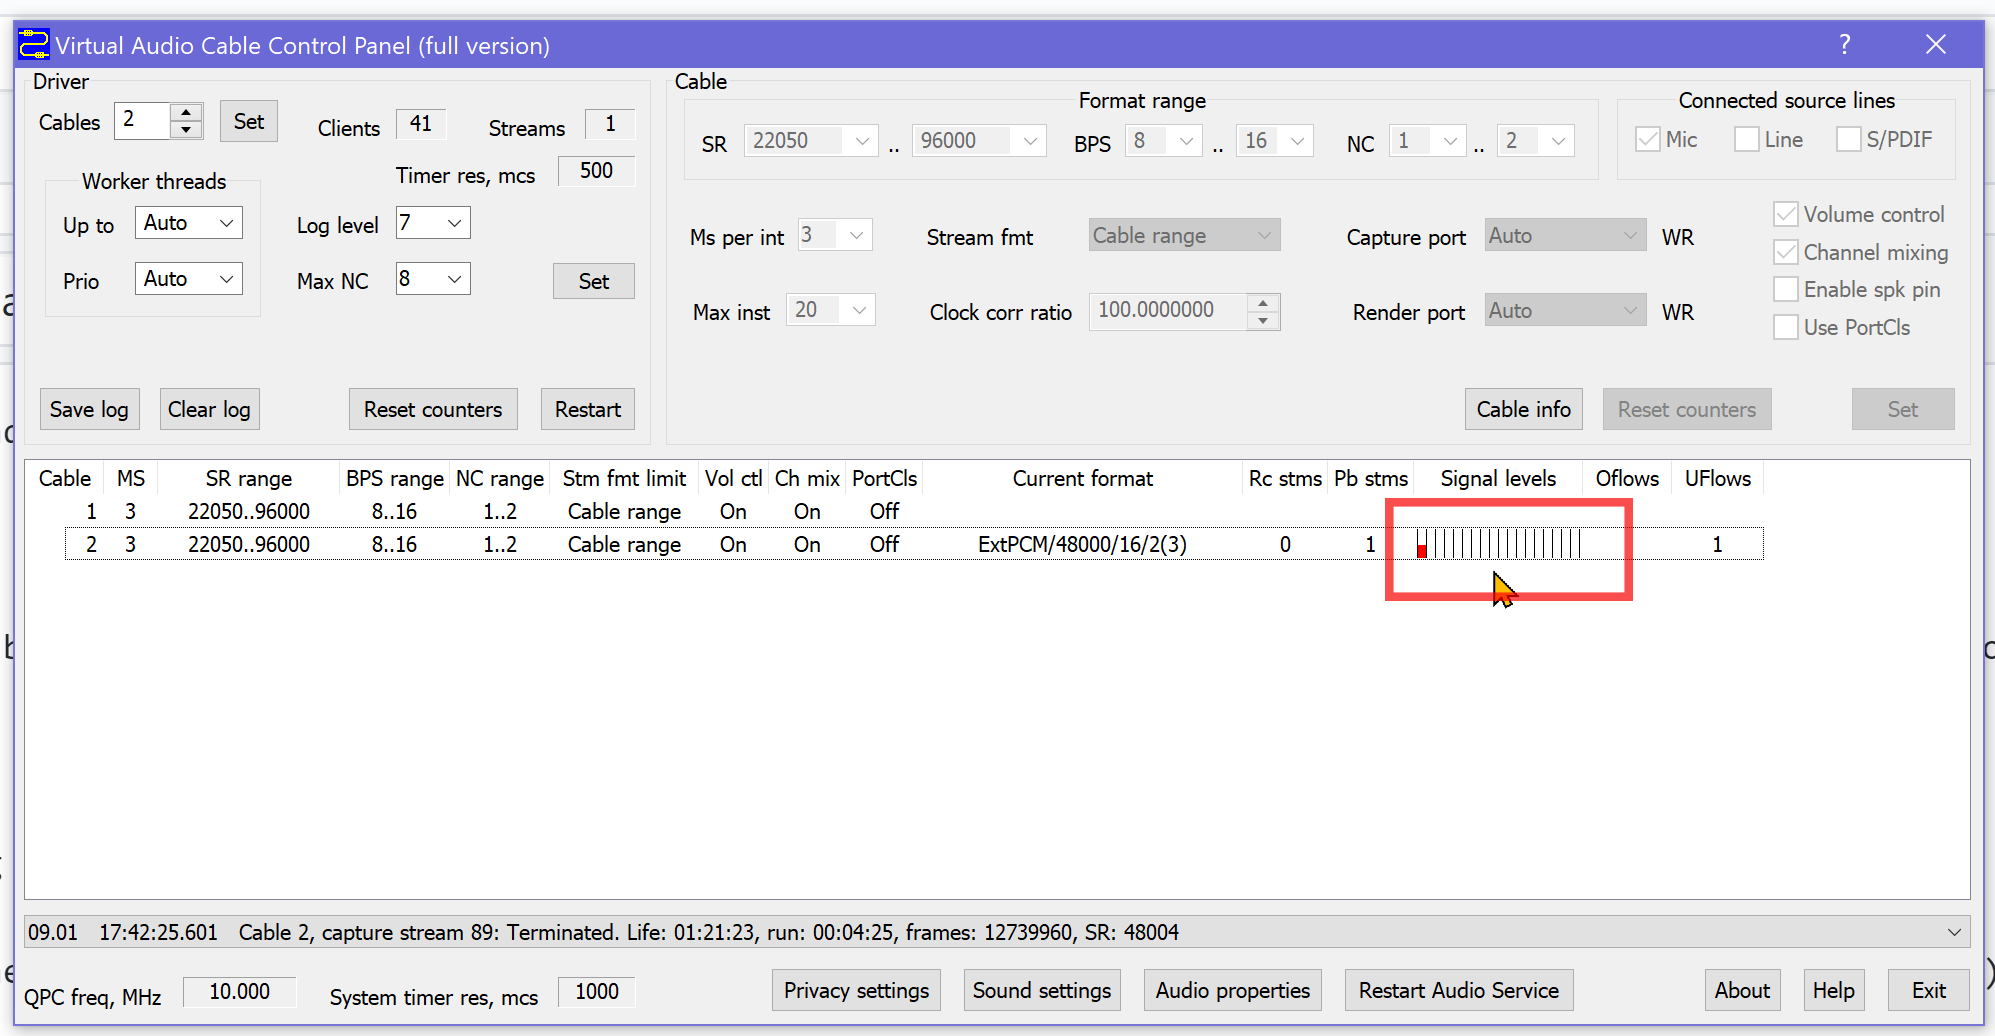 Virtual Audio Cable Control Panel (full version) ?
Driver
Cables 2 Set Clients 41 Streams 1
Timer res, mcs 500
Worker threads
Up to Auto Log level 7
Prio Auto Max NC 8 Set
Save log Clear log Reset counters Restart
Cable
Format range
SR 22050 .. 96000 BPS 8 .. 16 NC 1 .. 2
Connected source lines
Mic Line S/PDIF
Ms per int 3 Stream fmt Cable range Capture port Auto WR
Max inst 20 Clock corr ratio 100.0000000 Render port Auto WR
Volume control
Channel mixing
Enable spk pin
Use PortCls
Cable info Reset counters Set
Cable MS SR range BPS range NC range Stm fmt limit Vol ctl Ch mix PortCls Current format Rc stms Pb stms Signal levels Oflows UFlows
1 3 22050..96000 8..16 1..2 Cable range On On Off
2 3 22050..96000 8..16 1..2 Cable range On On Off ExtPCM/48000/16/2(3) 0 1 1
09.01 17:42:25.601 Cable 2, capture stream 89: Terminated. Life: 01:21:23, run: 00:04:25, frames: 12739960, SR: 48004
QPC freq, MHz 10.000 System timer res, mcs 1000 Privacy settings Sound settings Audio properties Restart Audio Service About Help Exit